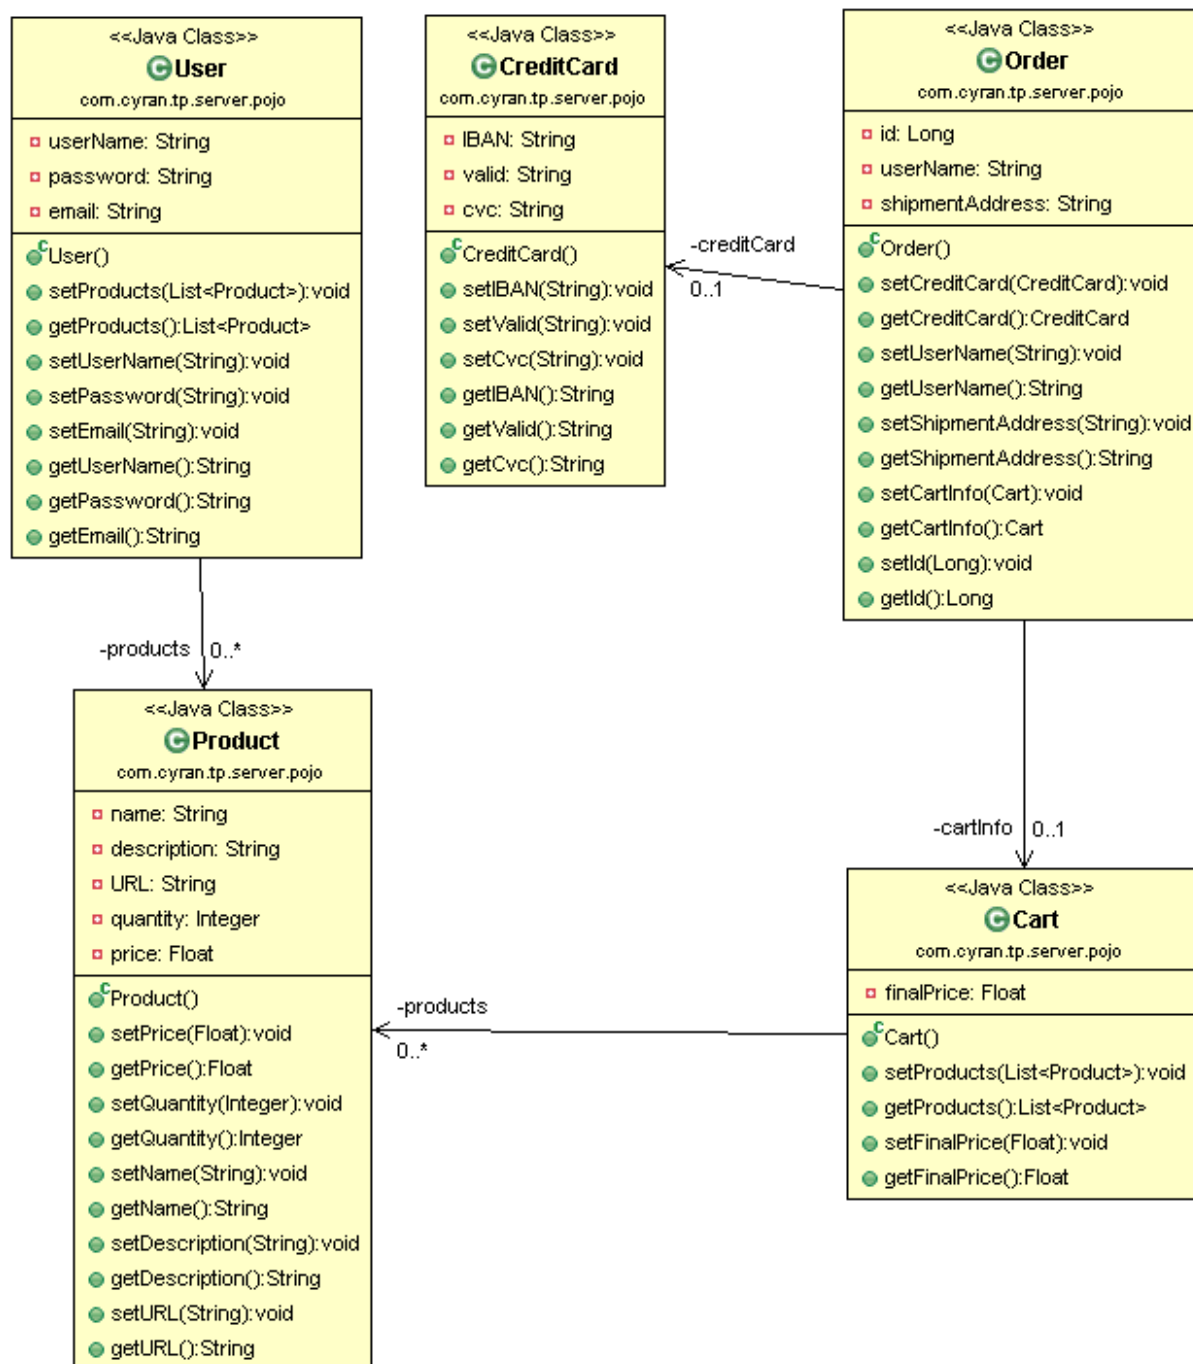 <<Java Class>>
User
com.cyran.tp.server.pojo
userName: String
password: String
email: String
User()
setProducts(List<Product>):void
getProducts():List<Product>
setUserName(String):void
setPassword(String):void
setEmail(String):void
getUserName():String
getPassword():String
getEmail():String
<<Java Class>>
CreditCard
com.cyran.tp.server.pojo
IBAN: String
valid: String
cvc: String
CreditCard()
setIBAN(String):void
setValid(String):void
setCvc(String):void
getIBAN():String
getValid():String
getCvc():String
-creditCard
0..1
<<Java Class>>
Order
com.cyran.tp.server.pojo
id: Long
userName: String
shipmentAddress: String
Order()
setCreditCard(CreditCard):void
getCreditCard():CreditCard
setUserName(String):void
getUserName():String
setShipmentAddress(String):void
getShipmentAddress():String
setCartInfo(Cart):void
getCartInfo():Cart
setId(Long):void
getId():Long
-products 0..*
<<Java Class>>
Product
com.cyran.tp.server.pojo
name: String
description: String
URL: String
quantity: Integer
price: Float
Product()
setPrice(Float):void
getPrice():Float
setQuantity(Integer):void
getQuantity():Integer
setName(String):void
getName():String
setDescription(String):void
getDescription():String
setURL(String):void
getURL():String
-products
0..*
-cartInfo 0..1
<<Java Class>>
Cart
com.cyran.tp.server.pojo
finalPrice: Float
Cart()
setProducts(List<Product>):void
getProducts():List<Product>
setFinalPrice(Float):void
getFinalPrice():Float